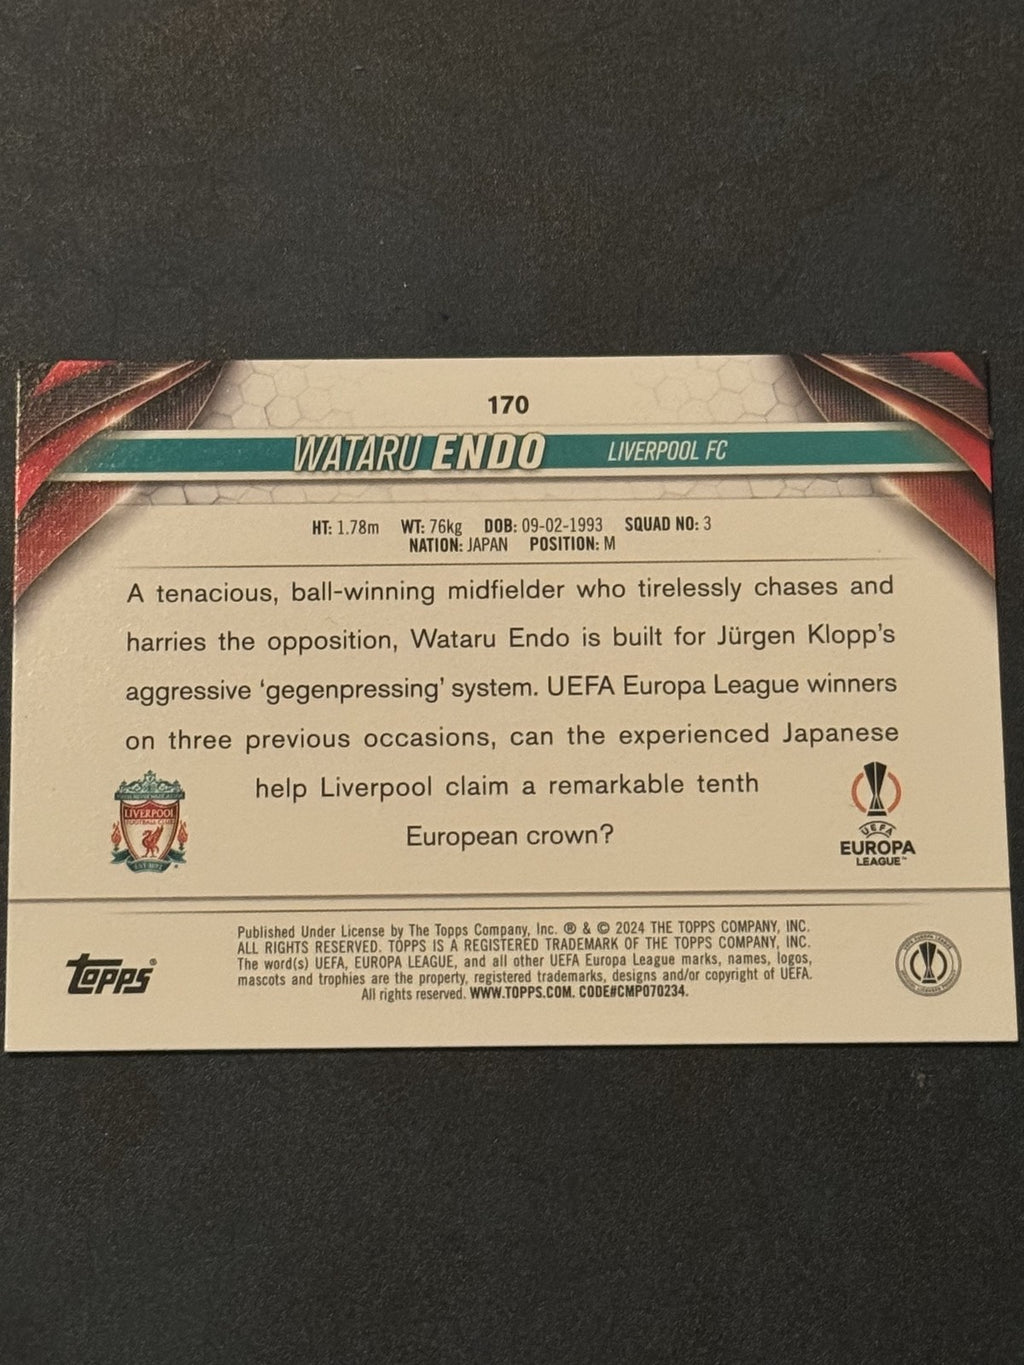 170
WATARU ENDO LIVERPOOL FC
HT: 1.78m WT: 76kg DOB: 09-02-1993 SQUAD NO: 3
NATION: JAPAN POSITION: M
A tenacious, ball-winning midfielder who tirelessly chases and
harries the opposition, Wataru Endo is built for Jürgen Klopp's
aggressive 'gegenpressing' system. UEFA Europa League winners
on three previous occasions, can the experienced Japanese
help Liverpool claim a remarkable tenth
European crown?
LIVERPOOL
FOOTBALL CLUB
EST·1892
UEFA
EUROPA
LEAGUE™
Topps®
Published Under License by The Topps Company, Inc. ® & © 2024 THE TOPPS COMPANY, INC.
ALL RIGHTS RESERVED. TOPPS IS A REGISTERED TRADEMARK OF THE TOPPS COMPANY, INC.
The word(s) UEFA, EUROPA LEAGUE, and all other UEFA Europa League marks, names, logos,
mascots and trophies are the property, registered trademarks, designs and/or copyright of UEFA.
All rights reserved. WWW.TOPPS.COM. CODE#CMP070234.